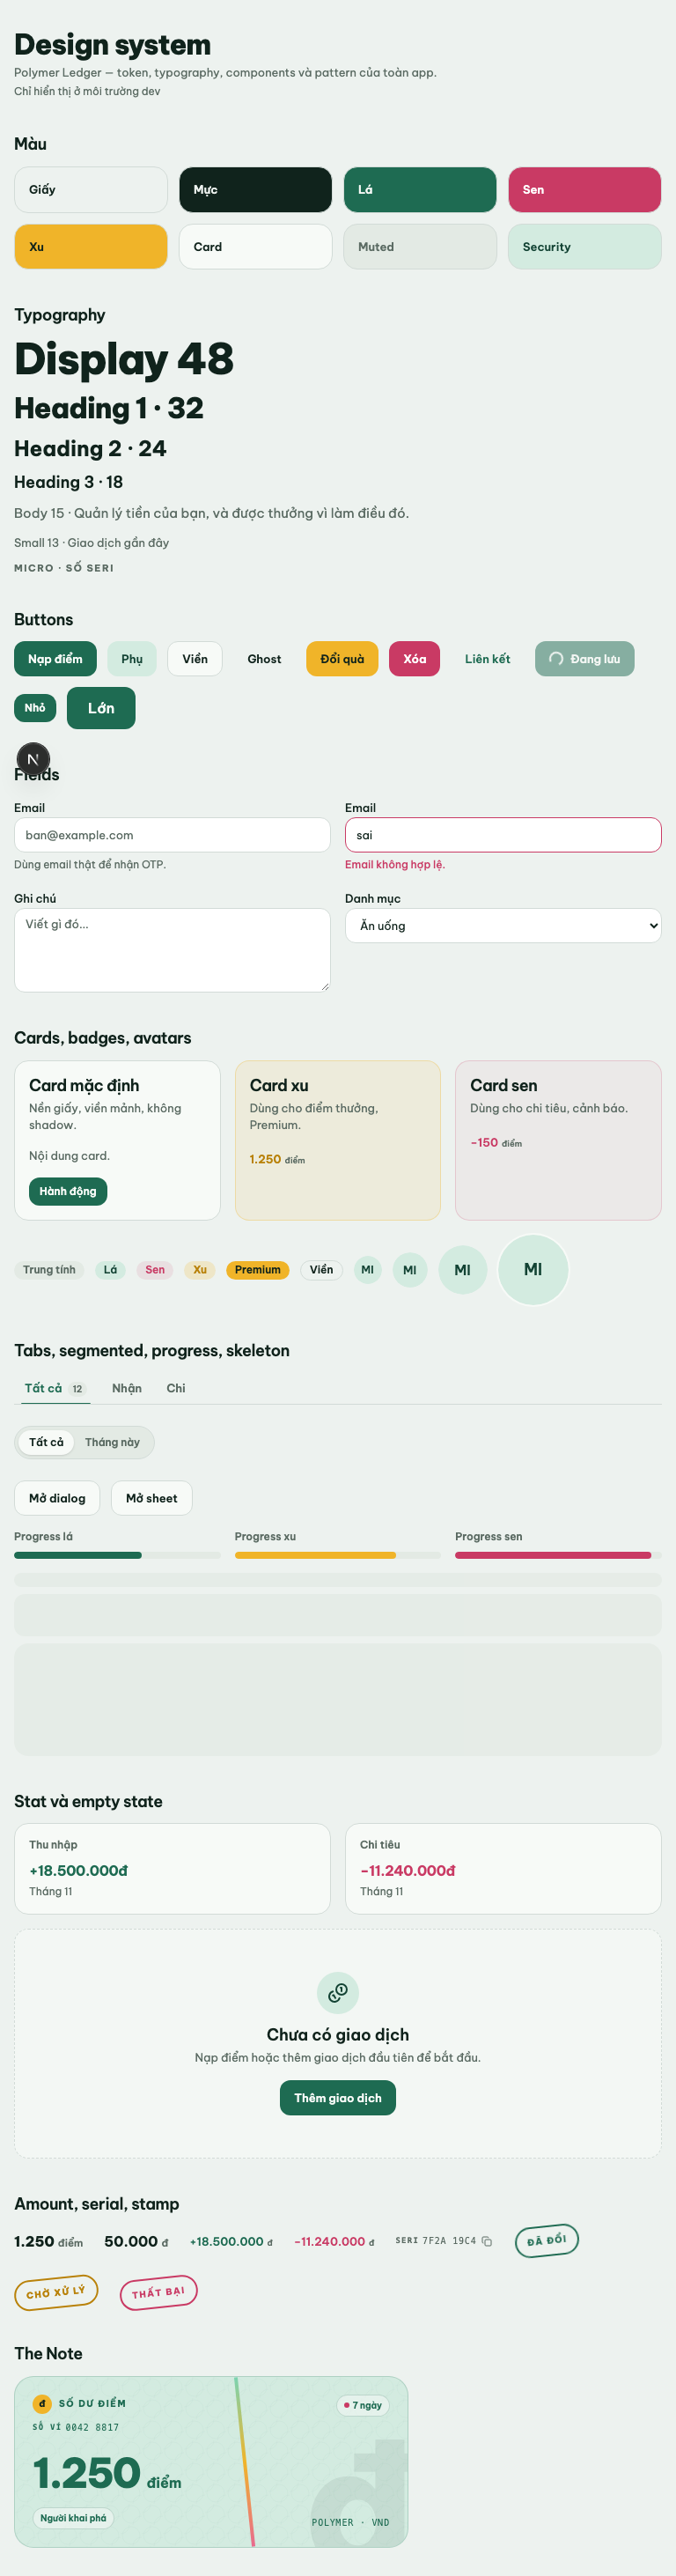 Design system
Polymer Ledger — token, typography, components và pattern của toàn app.
Chỉ hiển thị ở môi trường dev
Màu
Giấy
Mực
Lá
Sen
Xu
Card
Muted
Security
Typography
Display 48
Heading 1 · 32
Heading 2 · 24
Heading 3 · 18
Body 15 · Quản lý tiền của bạn, và được thưởng vì làm điều đó.
Small 13 · Giao dịch gần đây
MICRO · SỐ SERI
Buttons
Nạp điểm
Phụ
Viền
Ghost
Đổi quà
Xóa
Liên kết
Đang lưu
Nhỏ
Lớn
N
Fields
Email
Email
ban@example.com
sai
Dùng email thật để nhận OTP.
Email không hợp lệ.
Ghi chú
Danh mục
Viết gì đó...
Ăn uống
Cards, badges, avatars
Card mặc định
Nền giấy, viền mảnh, không
shadow.
Nội dung card.
Hành động
Card xu
Dùng cho điểm thưởng,
Premium.
1.250 điểm
Card sen
Dùng cho chi tiêu, cảnh báo.
−150 điểm
Trung tính
Lá
Sen
Xu
Premium
Viền
MI
MI
MI
MI
Tabs, segmented, progress, skeleton
Tất cả 12
Nhận
Chi
Tất cả
Tháng này
Mở dialog
Mở sheet
Progress lá
Progress xu
Progress sen
Stat và empty state
Thu nhập
+18.500.000đ
Tháng 11
Chi tiêu
−11.240.000đ
Tháng 11
Chưa có giao dịch
Nạp điểm hoặc thêm giao dịch đầu tiên để bắt đầu.
Thêm giao dịch
Amount, serial, stamp
1.250 điểm
50.000 đ
+18.500.000 đ
−11.240.000 đ
SERI 7F2A 19C4
ĐÃ ĐỔI
CHỜ XỬ LÝ
THẤT BẠI
The Note
đ SỐ DƯ ĐIỂM
7 ngày
SỐ VÍ 0042 8817
1.250 điểm
Người khai phá
đ
POLYMER · VND